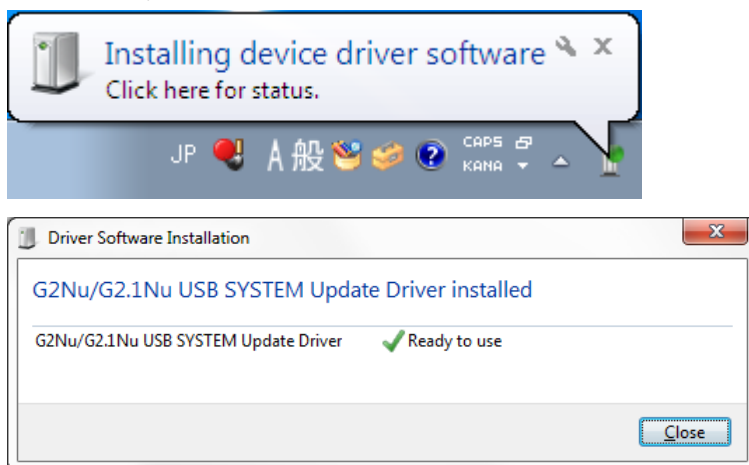 Installing device driver software
Click here for status.
JP A 般 ? CAPS
KANA
Driver Software Installation
G2Nu/G2.1Nu USB SYSTEM Update Driver installed
G2Nu/G2.1Nu USB SYSTEM Update Driver Ready to use
Close